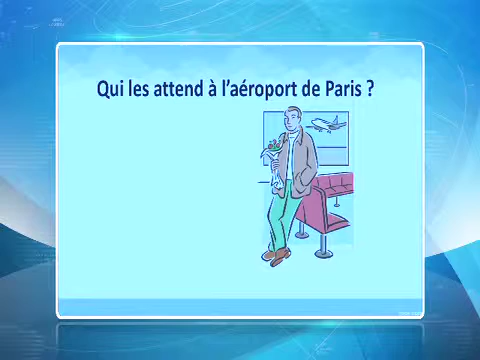 Qui les attend à l'aéroport de Paris ?